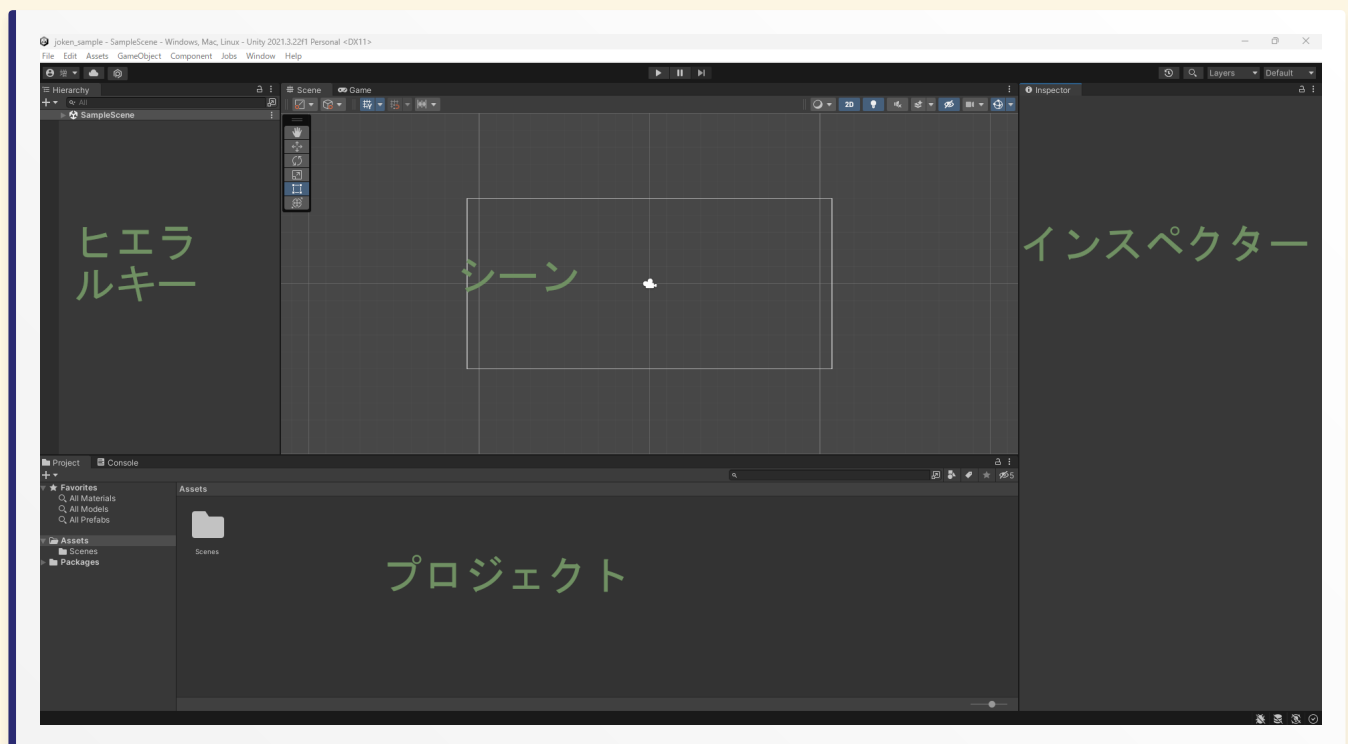 joken_sample - SampleScene - Windows, Mac, Linux - Unity 2021.3.22f1 Personal <DX11>
File Edit Assets GameObject Component Jobs Window Help
Layers Default
Hierarchy
Scene Game
Inspector
All
2D
SampleScene
ヒエラ
ルキー
シーン
インスペクター
Project Console
5
Favorites
All Materials
All Models
All Prefabs
Assets
Scenes
Packages
Assets
Scenes
プロジェクト